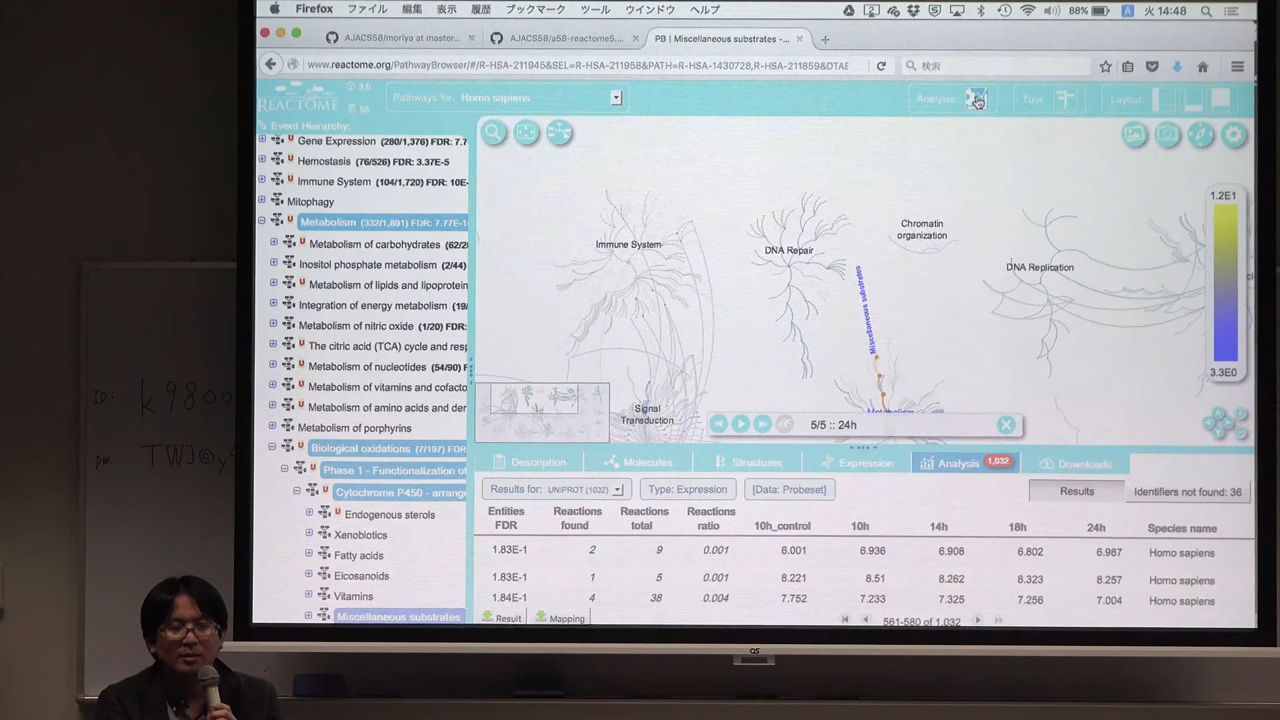 Firefox ファイル 編集 表示 履歴 ブックマーク ツール ウインドウ ヘルプ 88% 火 14:48
AJACS58/moriya at master... AJACS58/a58-reactome5... PB | Miscellaneous substrates -...
www.reactome.org/PathwayBrowser/#/R-HSA-211945&SEL=R-HSA-211958&PATH=R-HSA-1430728,R-HSA-211859&DTAE 検索
REACTOME 3.0 56 Pathways for: Homo sapiens Analysis: Tour: Layout:
Event Hierarchy:
Gene Expression (280/1,376) FDR: 7.7
Hemostasis (76/526) FDR: 3.37E-5
Immune System (104/1,720) FDR: 10E-
Mitophagy
Metabolism (332/1,891) FDR: 7.77E-1
Metabolism of carbohydrates (62/2
Inositol phosphate metabolism (2/44)
Metabolism of lipids and lipoprotein
Integration of energy metabolism (19/
Metabolism of nitric oxide (1/20) FDR:
The citric acid (TCA) cycle and resp
Metabolism of nucleotides (54/90) F
Metabolism of vitamins and cofacto
Metabolism of amino acids and der
Metabolism of porphyrins
Biological oxidations (7/197) FDR
Phase 1 - Functionalization of
Cytochrome P450 - arrange
Endogenous sterols
Xenobiotics
Fatty acids
Eicosanoids
Vitamins
Miscellaneous substrates
Immune System
DNA Repair
Chromatin
organization
DNA Replication
Miscellaneous substrates
Metabolism
Signal
Transduction
1.2E1
3.3E0
5/5 :: 24h
Description Molecules Structures Expression Analysis 1,032 Downloads
Results for: UNIPROT (1032) Type: Expression [Data: Probeset] Results Identifiers not found: 36
Entities FDR Reactions found Reactions total Reactions ratio 10h_control 10h 14h 18h 24h Species name
1.83E-1 2 9 0.001 6.001 6.936 6.908 6.802 6.987 Homo sapiens
1.83E-1 1 5 0.001 8.221 8.51 8.262 8.323 8.257 Homo sapiens
1.84E-1 4 38 0.004 7.752 7.233 7.325 7.256 7.004 Homo sapiens
Result Mapping 561-580 of 1,032
ID: k9800
pw. TWJ@y